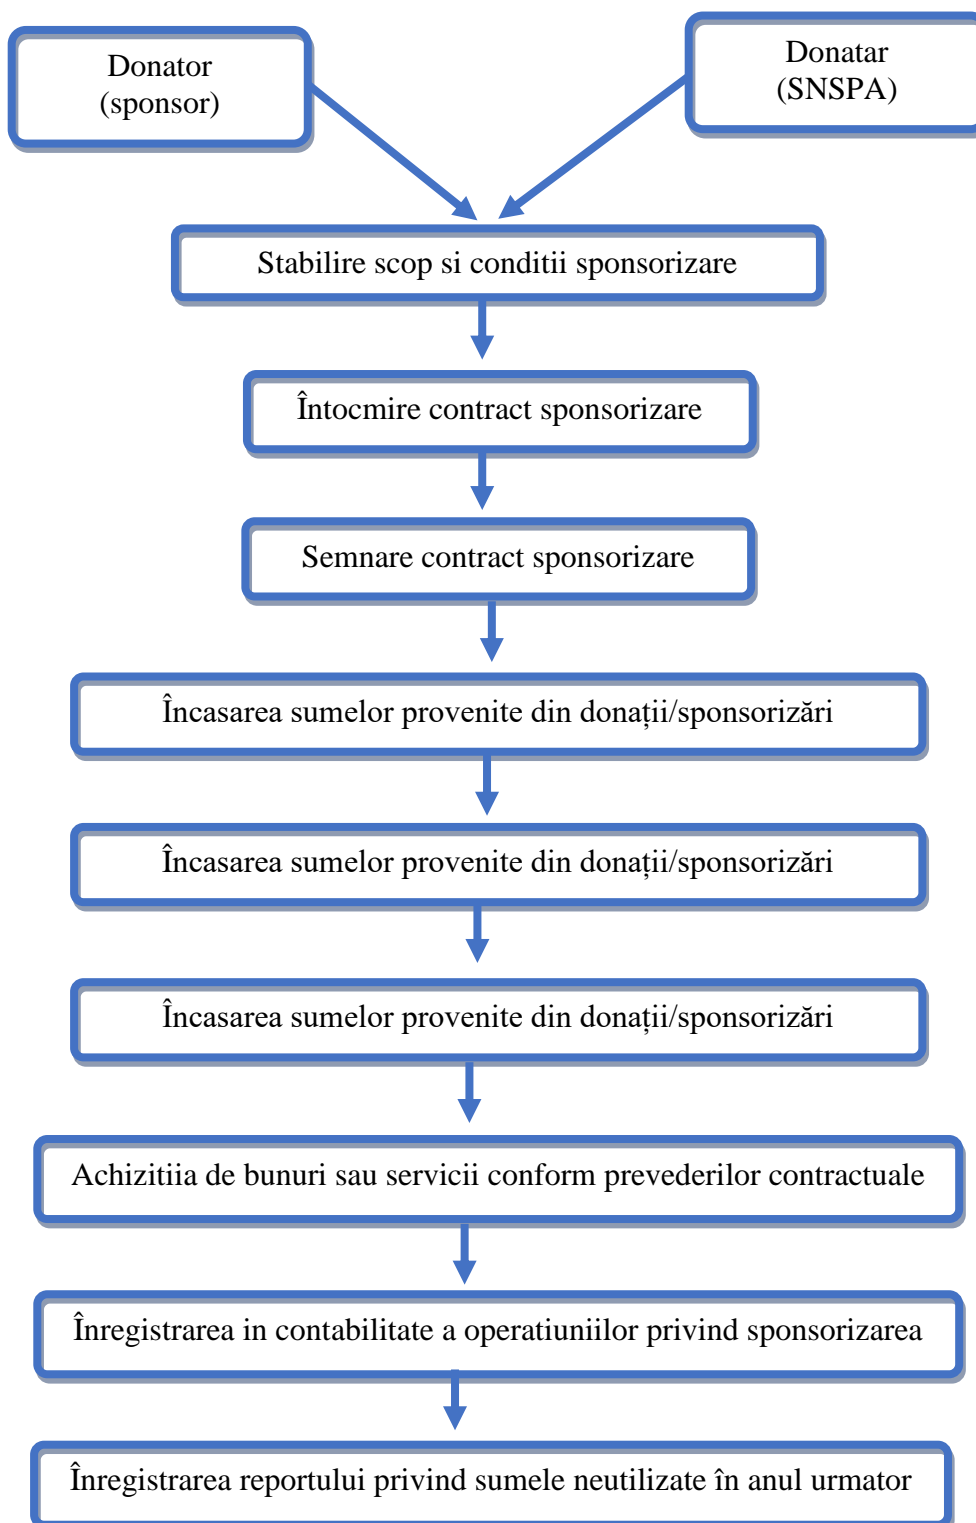 Donator
(sponsor)
Donatar
(SNSPA)
Stabilire scop si conditii sponsorizare
Întocmire contract sponsorizare
Semnare contract sponsorizare
Încasarea sumelor provenite din donații/sponsorizări
Încasarea sumelor provenite din donații/sponsorizări
Încasarea sumelor provenite din donații/sponsorizări
Achizitiia de bunuri sau servicii conform prevederilor contractuale
Înregistrarea in contabilitate a operatiuniilor privind sponsorizarea
Înregistrarea reportului privind sumele neutilizate în anul urmator